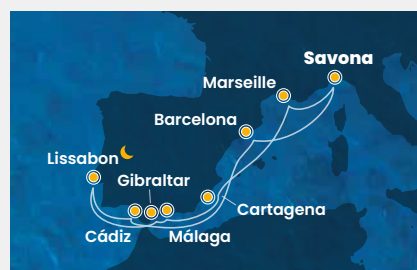 Savona
Marseille
Barcelona
Lissabon
Gibraltar
Cartagena
Cádiz
Málaga